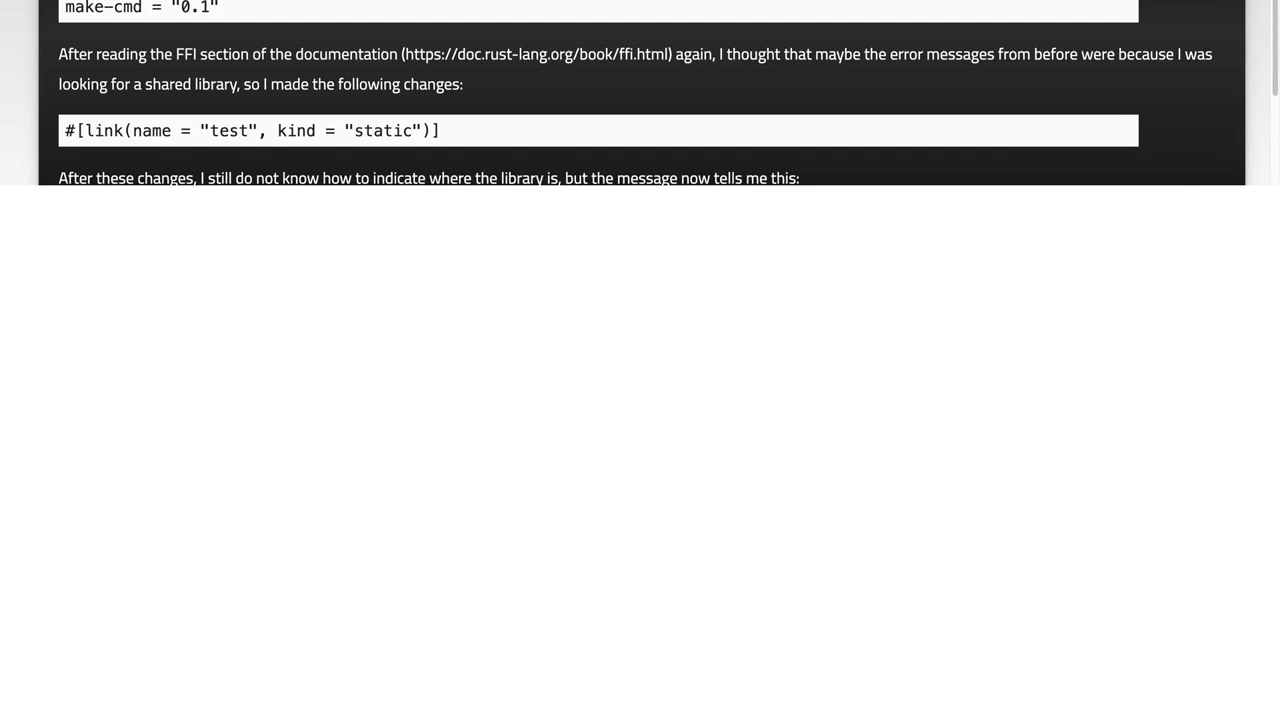 make-cmd = "0.1"
After reading the FFI section of the documentation (https://doc.rust-lang.org/book/ffi.html) again, I thought that maybe the error messages from before were because I was
looking for a shared library, so I made the following changes:
#[link(name = "test", kind = "static")]
After these changes, I still do not know how to indicate where the library is, but the message now tells me this: